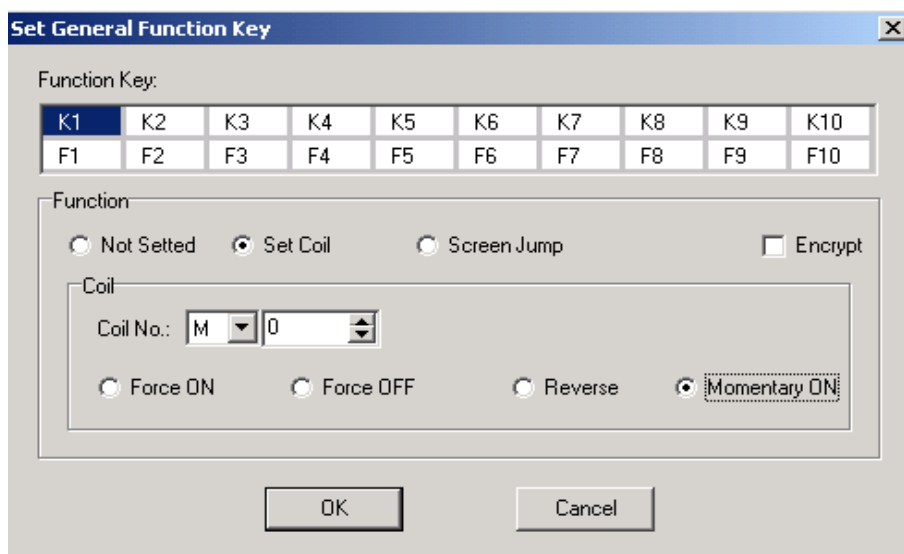 Set General Function Key
Function Key:
K1 K2 K3 K4 K5 K6 K7 K8 K9 K10
F1 F2 F3 F4 F5 F6 F7 F8 F9 F10
Function
Not Setted Set Coil Screen Jump Encrypt
Coil
Coil No.: M 0
Force ON Force OFF Reverse Momentary ON
OK Cancel